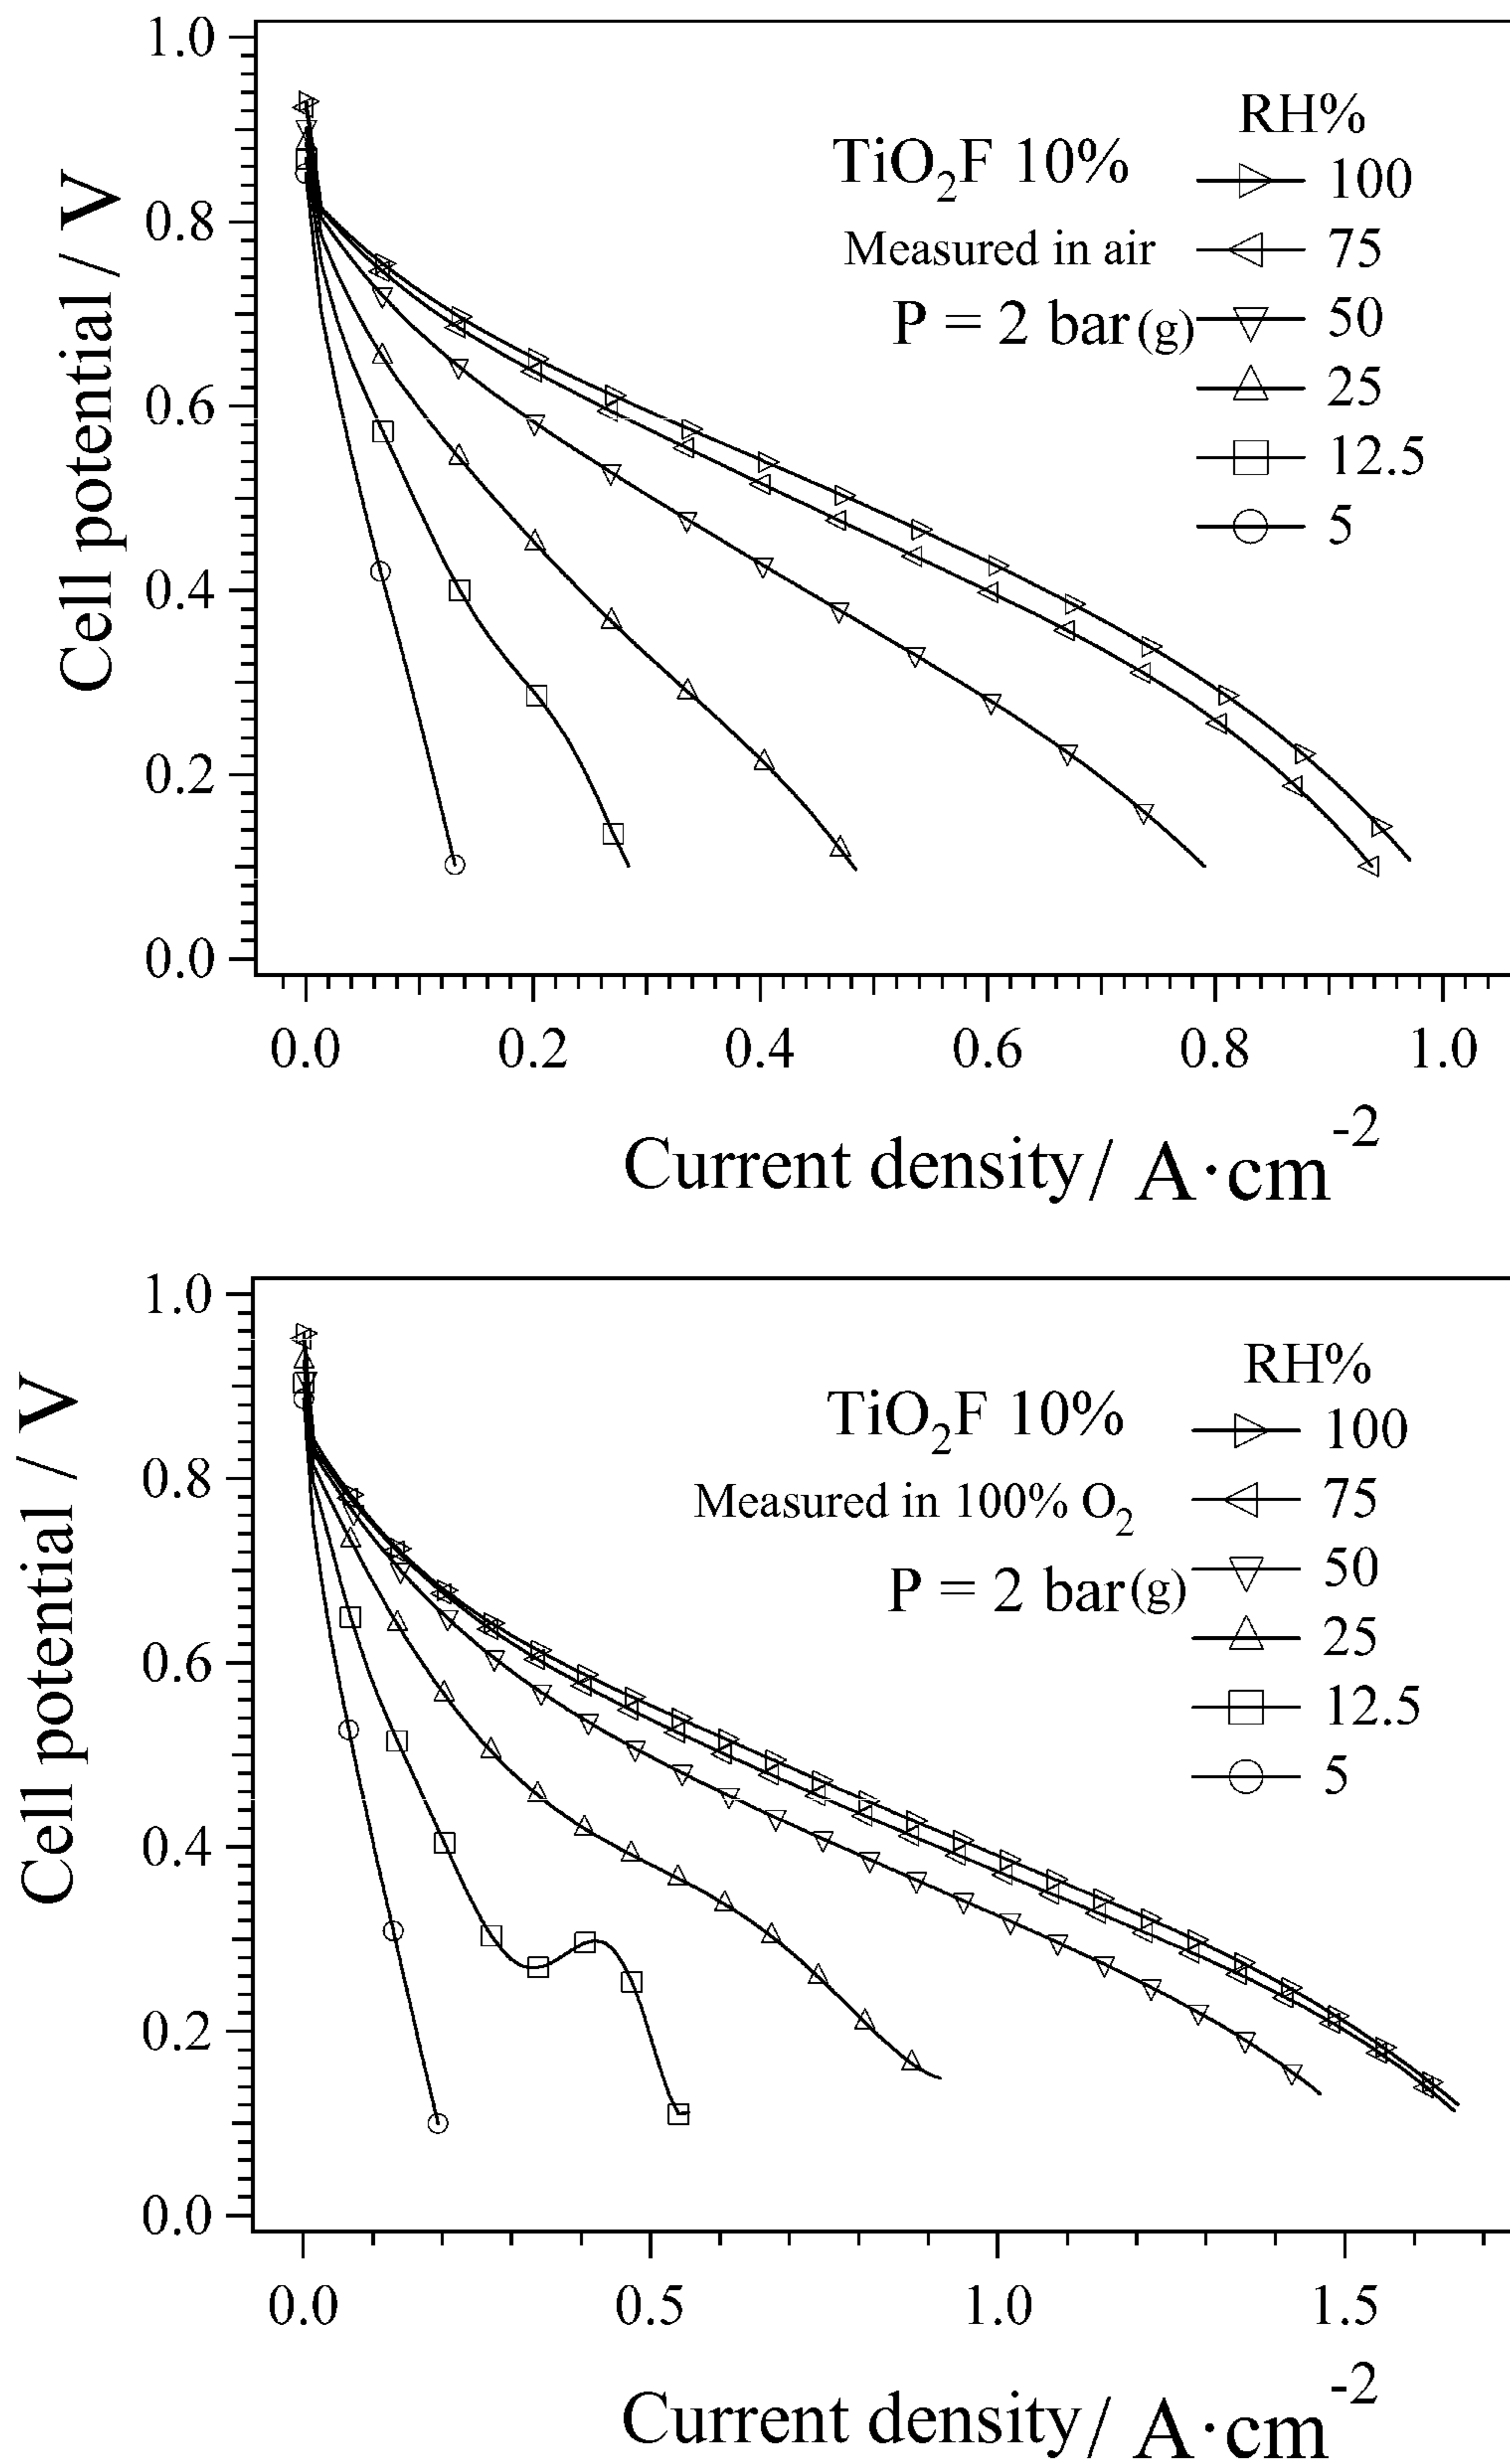 1.0
0.8
0.6
0.4
0.2
0.0
Cell potential / V
TiO2F 10%
Measured in air
P = 2 bar(g)
RH%
100
75
50
25
12.5
5
0.0 0.2 0.4 0.6 0.8 1.0
Current density/ A·cm-2
1.0
0.8
0.6
0.4
0.2
0.0
Cell potential / V
TiO2F 10%
Measured in 100% O2
P = 2 bar(g)
RH%
100
75
50
25
12.5
5
0.0 0.5 1.0 1.5
Current density/ A·cm-2